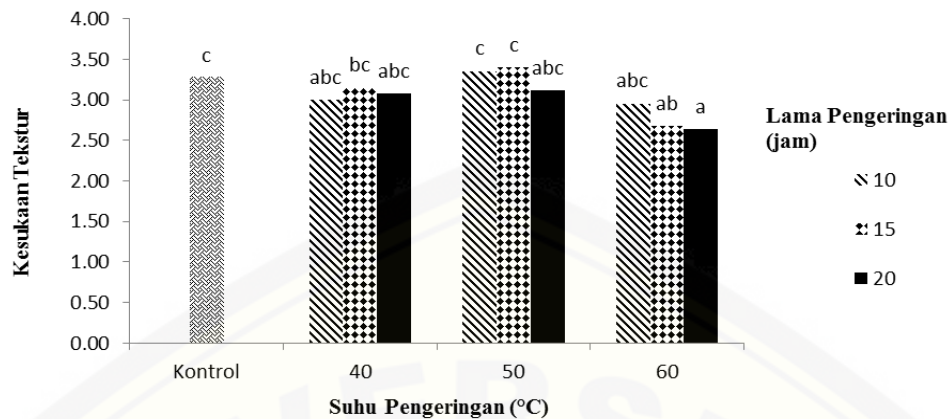 4.00
3.50
3.00
2.50
2.00
1.50
1.00
0.50
0.00
Kesukaan Tekstur
c
abc bc abc
c c abc
abc ab a
Kontrol 40 50 60
Suhu Pengeringan (°C)
Lama Pengeringan
(jam)
10
15
20